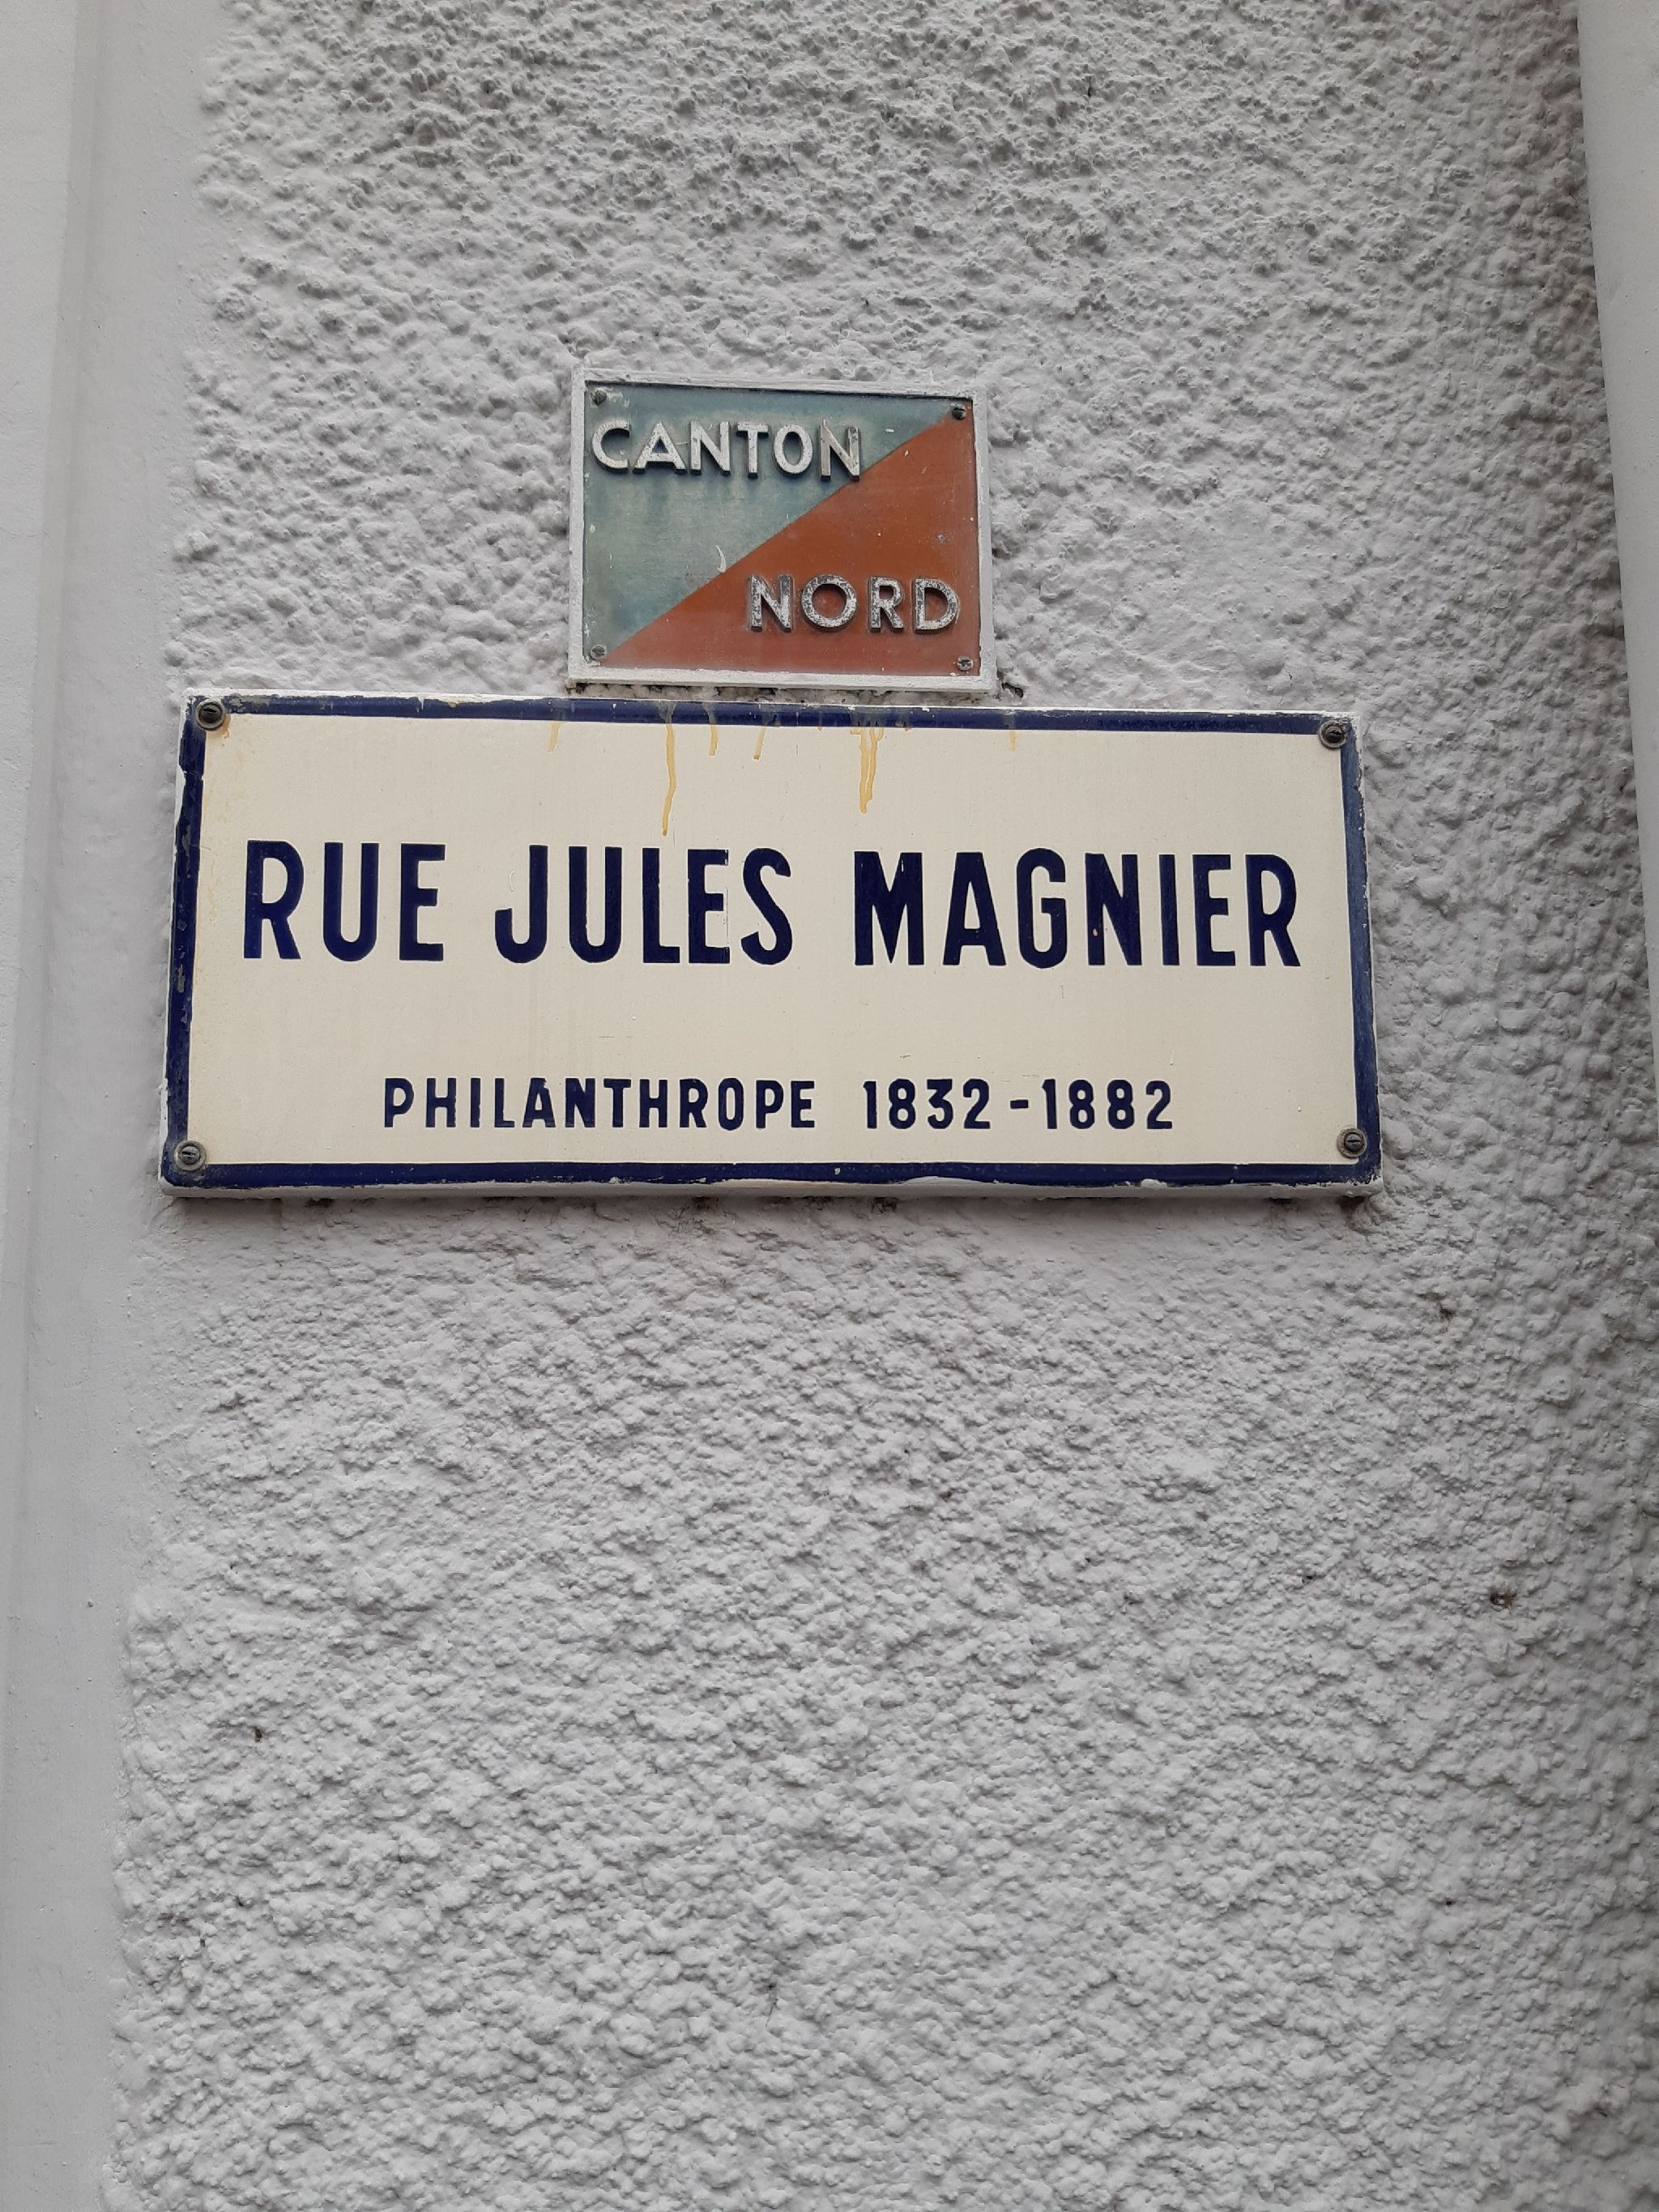 CANTON
NORD
RUE JULES MAGNIER
PHILANTHROPE 1832-1882